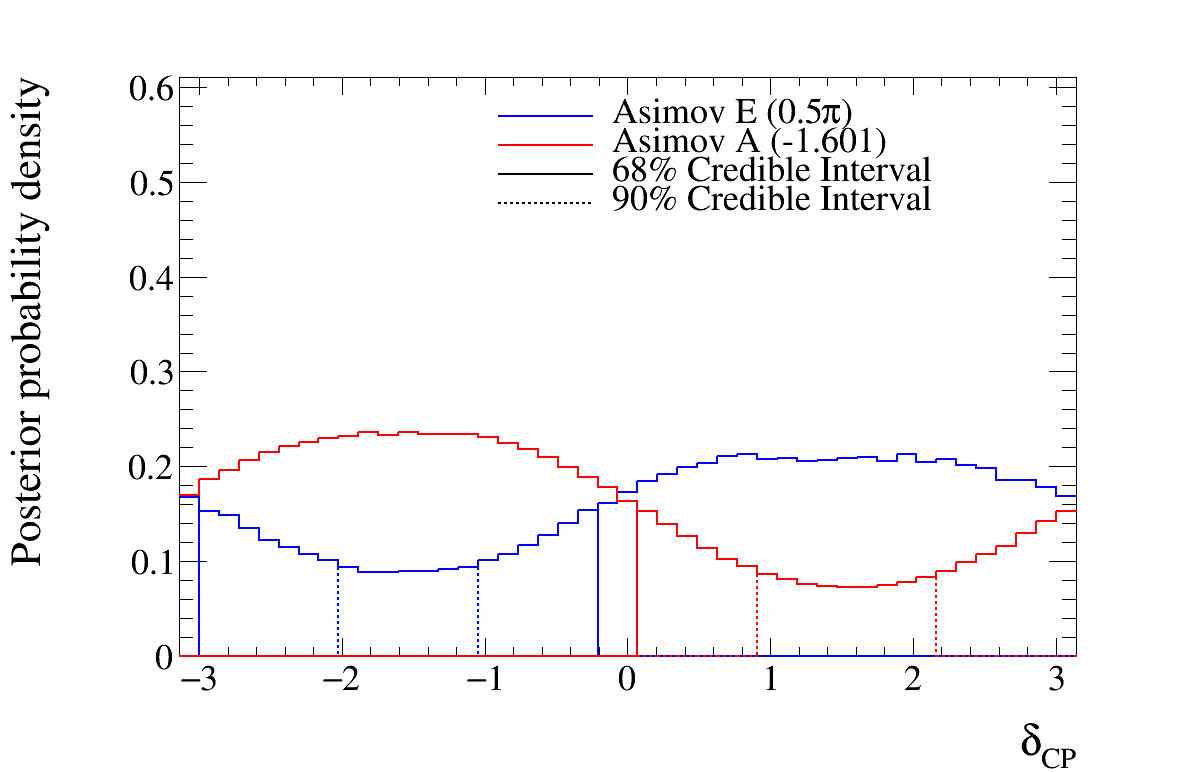 Posterior probability density
0.6
0.5
0.4
0.3
0.2
0.1
0
Asimov E (0.5π)
Asimov A (-1.601)
68% Credible Interval
90% Credible Interval
−3 −2 −1 0 1 2 3
δCP